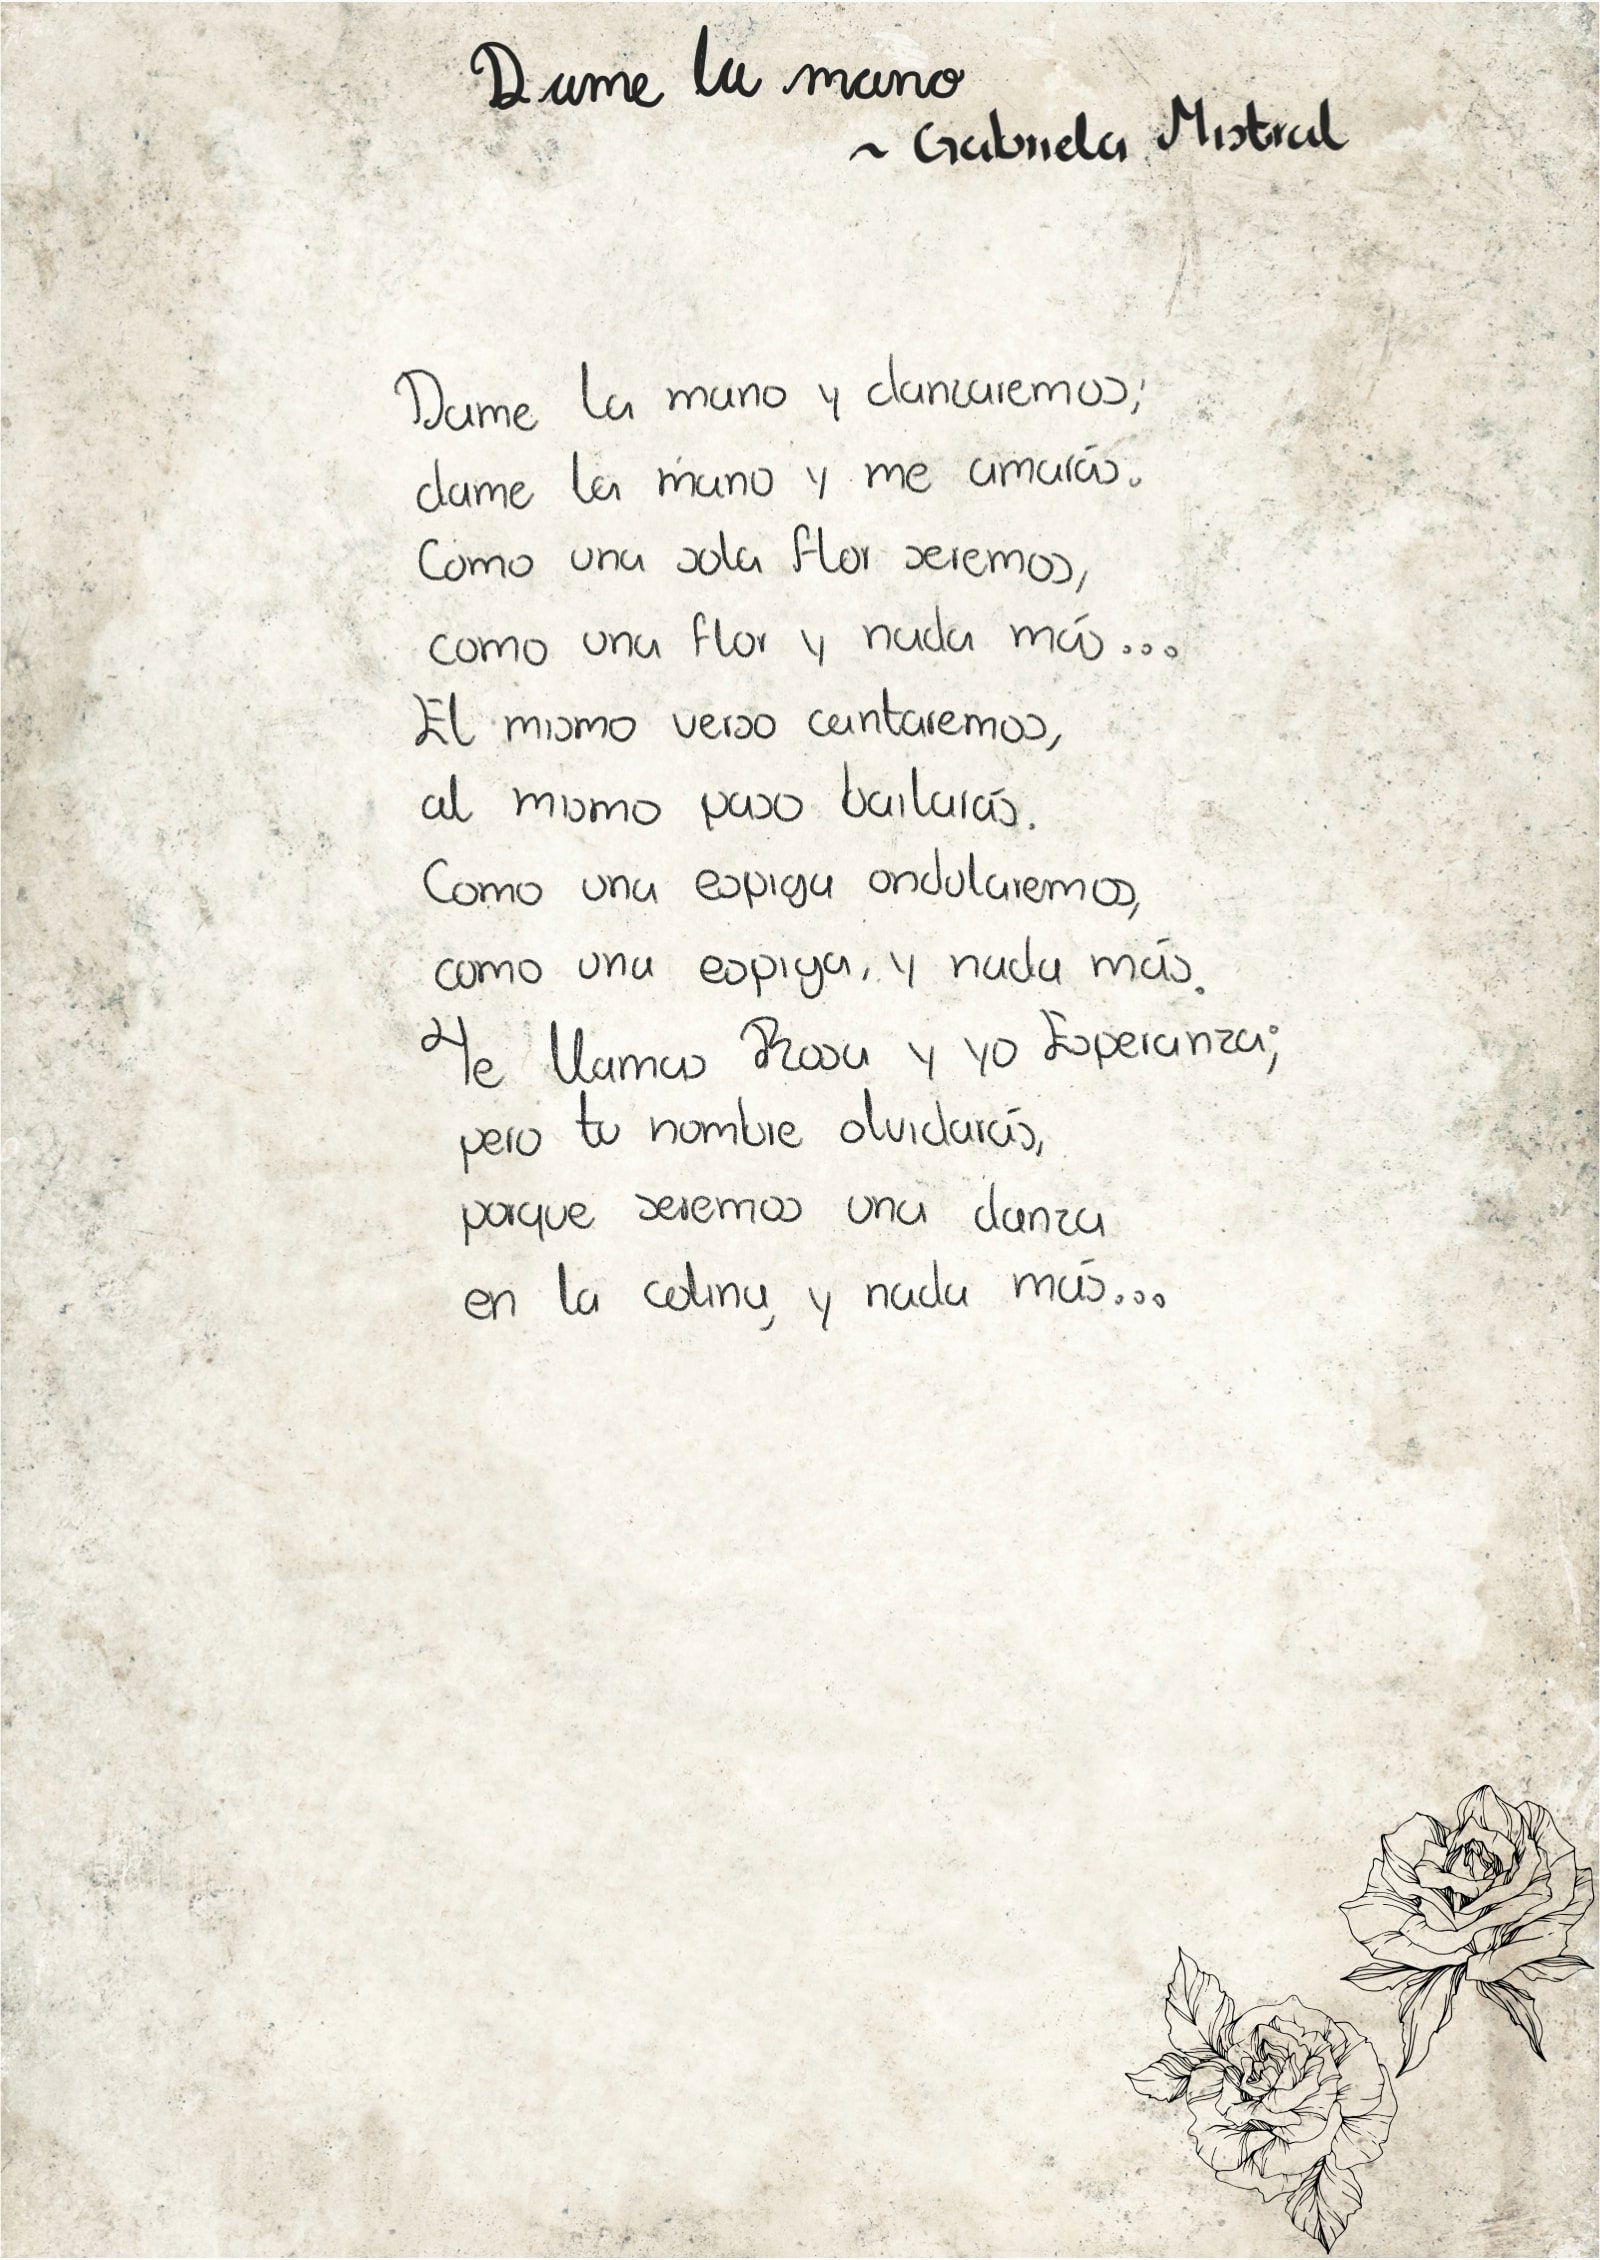 Dame la mano
~ Gabriela Mistral
Dame la mano y danzaremos;
dame la mano y me amarás.
Como una sola flor seremos,
como una flor y nada más...
El mismo verso cantaremos,
al mismo paso bailarás.
Como una espiga ondularemos,
como una espiga, y nada más.
Te llamas Rosa y yo Esperanza;
pero tu nombre olvidarás,
porque seremos una danza
en la colina, y nada más...